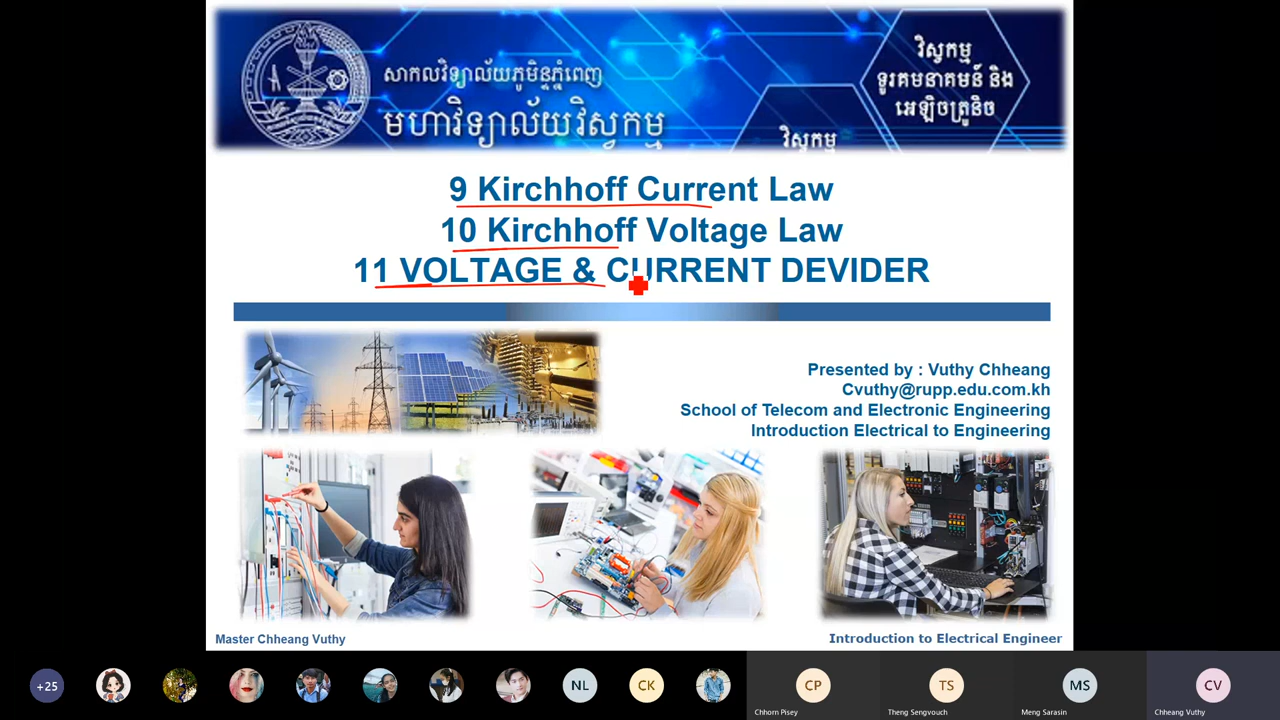 សាកលវិទ្យាល័យភូមិន្ទភ្នំពេញ
មហាវិទ្យាល័យវិស្វកម្ម
វិស្វកម្ម
ទូរគមនាគមន៍ និង
អេឡិចត្រូនិច
វិស្វកម្ម
9 Kirchhoff Current Law
10 Kirchhoff Voltage Law
11 VOLTAGE & CURRENT DEVIDER
Presented by : Vuthy Chheang
Cvuthy@rupp.edu.com.kh
School of Telecom and Electronic Engineering
Introduction Electrical to Engineering
Master Chheang Vuthy
Introduction to Electrical Engineer
+25
NL
CK
CP
TS
MS
CV
Chhorn Pisey
Theng Sengvouch
Meng Sarasin
Chheang Vuthy